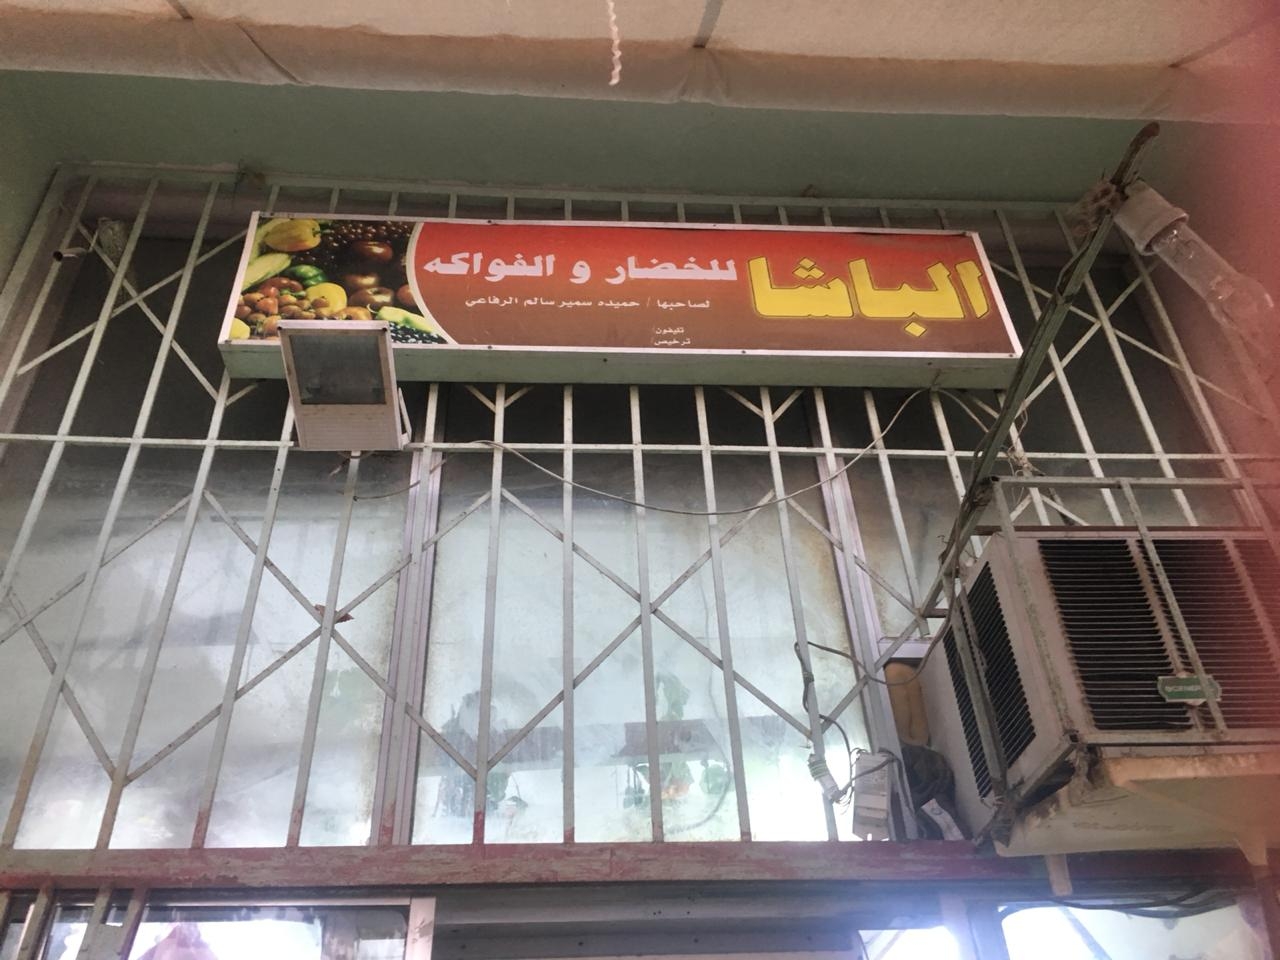 الباشا للخضار و الفواكه
لصاحبها / حميده سمير سالم الرفاعي
تليفون:
ترخيص: